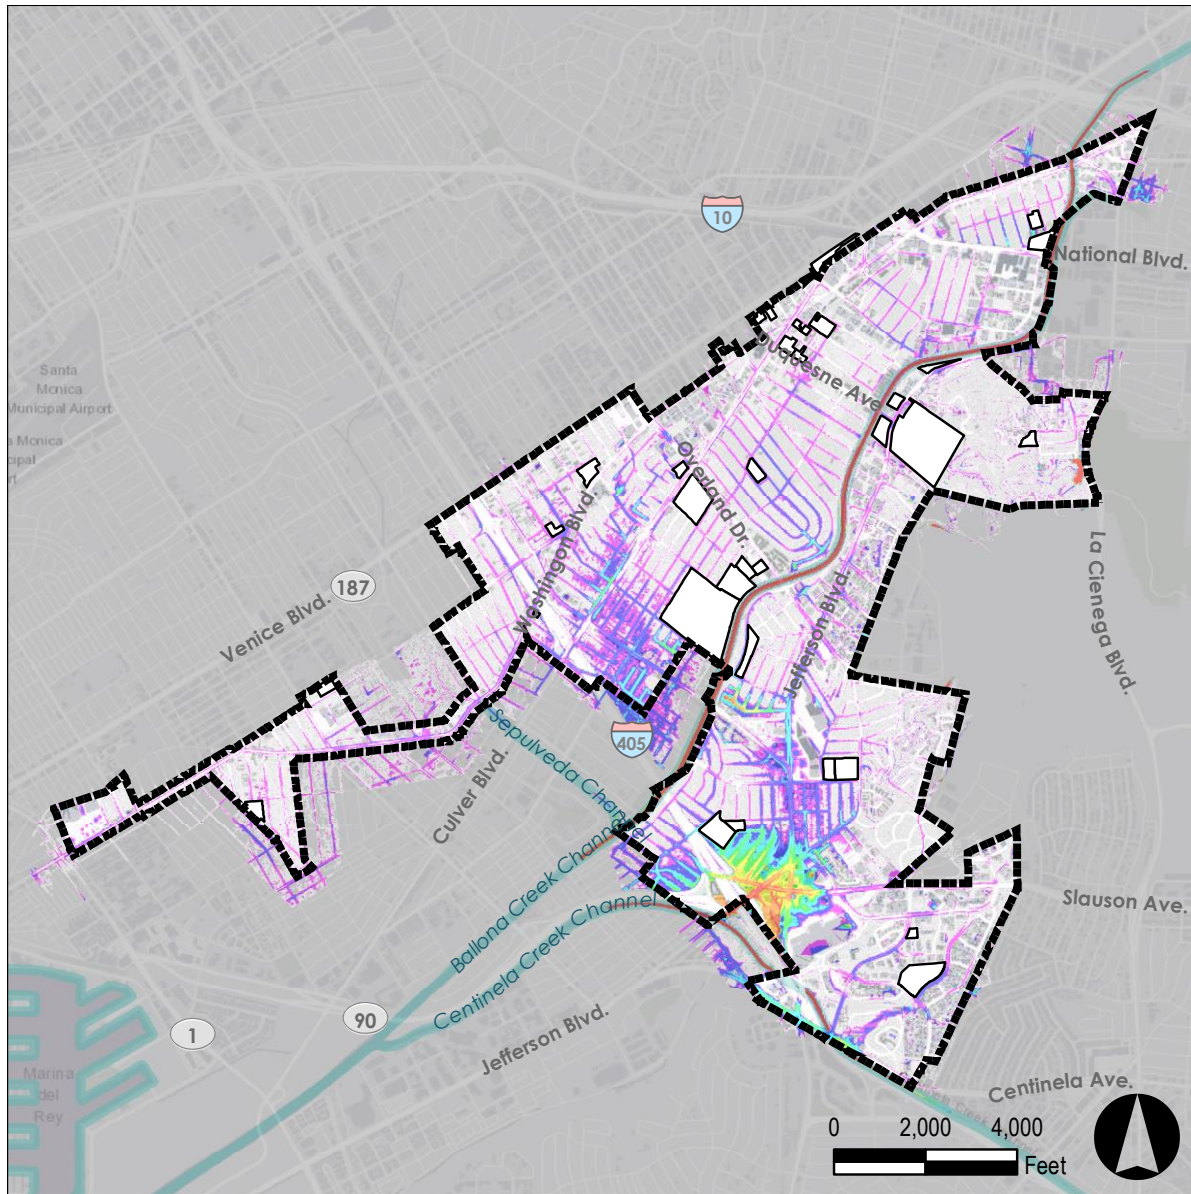 10
National Blvd.
Santa
Monica
Municipal Airport
Duquesne Ave.
Overland Dr.
Washingon Blvd.
187
Venice Blvd.
Jefferson Blvd.
La Cienega Blvd.
Sepulveda Channel
405
Culver Blvd.
Ballona Creek Channel
Centinela Creek Channel
Slauson Ave.
90
1
Jefferson Blvd.
Marina
del
Rey
Centinela Ave.
0 2,000 4,000
Feet